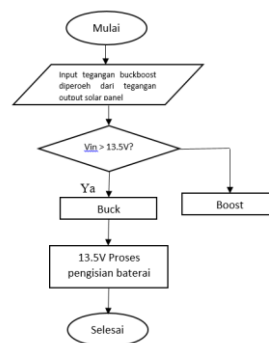 Mulai
Input tegangan buckboost
diperoeh dari tegangan
output solar panel
Vin > 13.5V?
Ya
Buck
Boost
13.5V Proses
pengisian baterai
Selesai